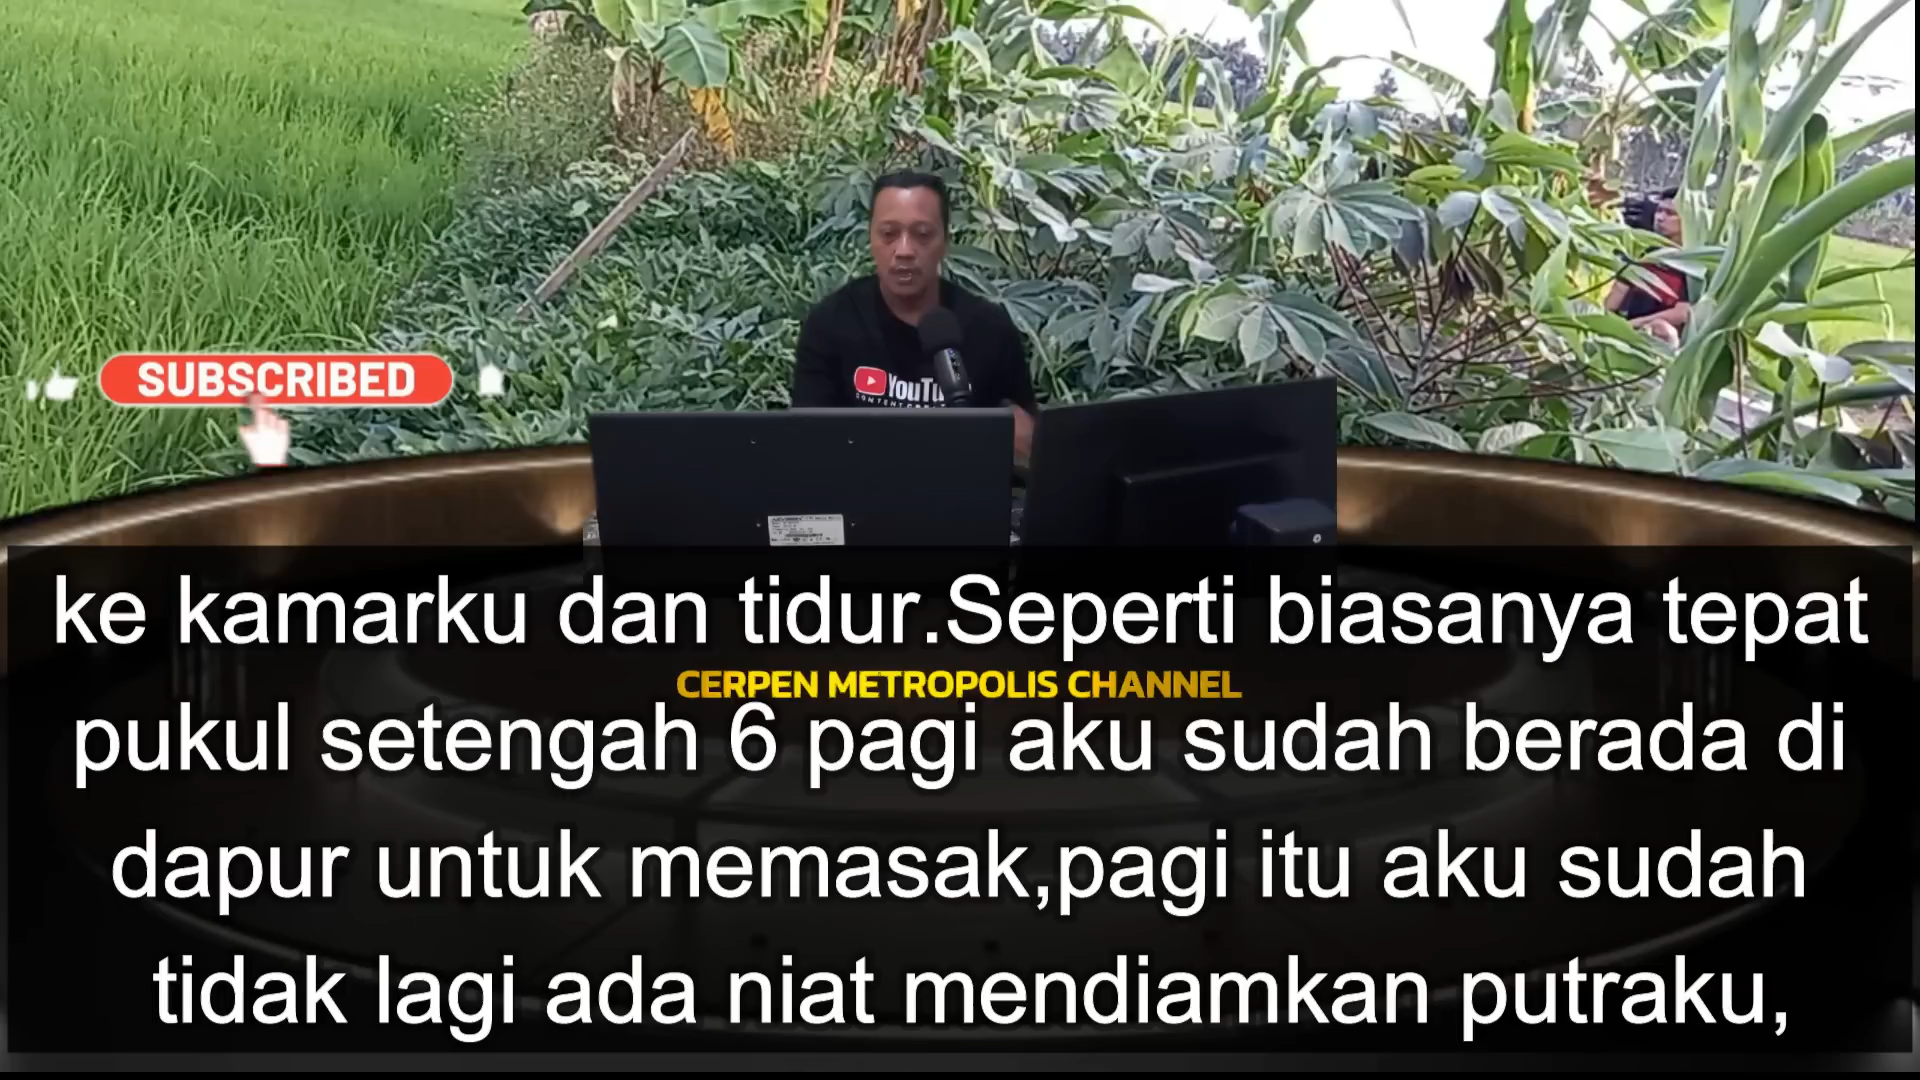 SUBSCRIBED
YouTu
ke kamarku dan tidur.Seperti biasanya tepat
CERPEN METROPOLIS CHANNEL
pukul setengah 6 pagi aku sudah berada di
dapur untuk memasak,pagi itu aku sudah
tidak lagi ada niat mendiamkan putraku,